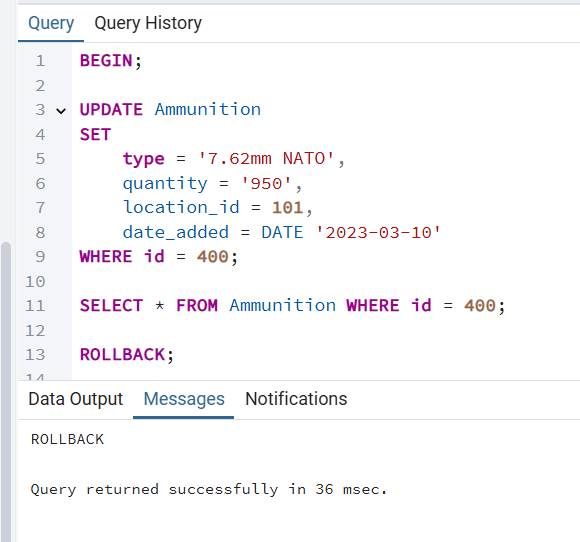 Query Query History
1 BEGIN;
2
3 UPDATE Ammunition
4 SET
5 type = '7.62mm NATO',
6 quantity = '950',
7 location_id = 101,
8 date_added = DATE '2023-03-10'
9 WHERE id = 400;
10
11 SELECT * FROM Ammunition WHERE id = 400;
12
13 ROLLBACK;
14
Data Output Messages Notifications
ROLLBACK
Query returned successfully in 36 msec.